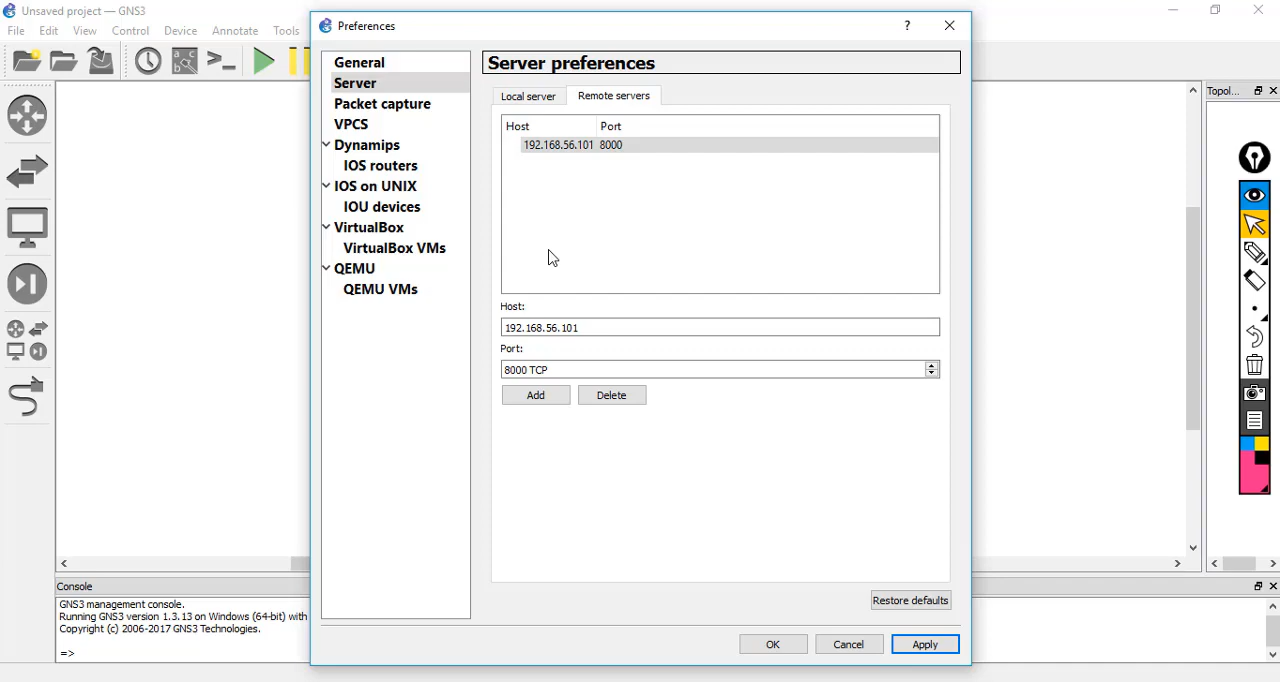 Unsaved project — GNS3
File Edit View Control Device Annotate Tools
Preferences
?
General
Server
Packet capture
VPCS
Dynamips
IOS routers
IOS on UNIX
IOU devices
VirtualBox
VirtualBox VMs
QEMU
QEMU VMs
Server preferences
Local server Remote servers
Host Port
192.168.56.101 8000
Host:
192.168.56.101
Port:
8000 TCP
Add Delete
Restore defaults
OK Cancel Apply
Topol...
Console
GNS3 management console.
Running GNS3 version 1.3.13 on Windows (64-bit) with
Copyright (c) 2006-2017 GNS3 Technologies.
=>